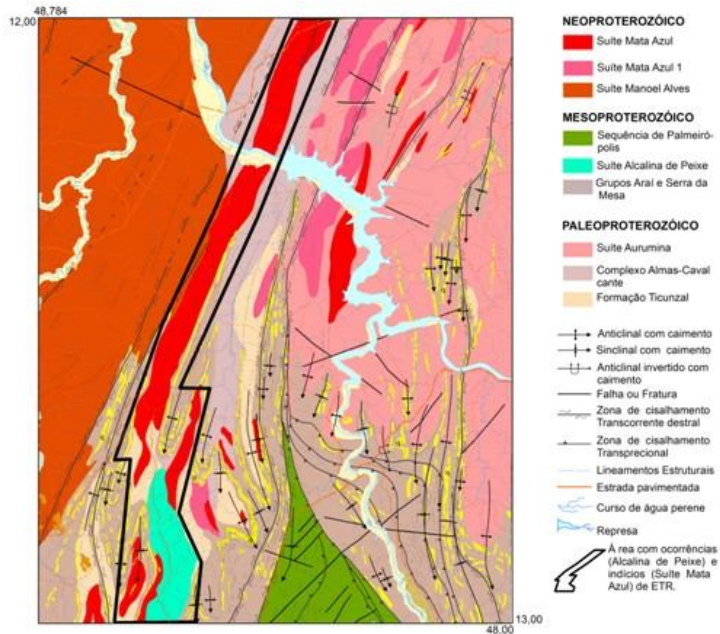 48,784
12,00
13,00
48,00
NEOPROTEROZÓICO
Suíte Mata Azul
Suíte Mata Azul 1
Suíte Manoel Alves
MESOPROTEROZÓICO
Sequência de Palmeiró-
polis
Suíte Alcalina de Peixe
Grupos Araí e Serra da
Mesa
PALEOPROTEROZÓICO
Suíte Aurumina
Complexo Almas-Caval
cante
Formação Ticunzal
Anticlinal com caimento
Sinclinal com caimento
Anticlinal invertido com
caimento
Falha ou Fratura
Zona de cisalhamento
Transcorrente destral
Zona de cisalhamento
Transprecional
Lineamentos Estruturais
Estrada pavimentada
Curso de água perene
Represa
Á rea com ocorrências
(Alcalina de Peixe) e
indícios (Suíte Mata
Azul) de ETR.